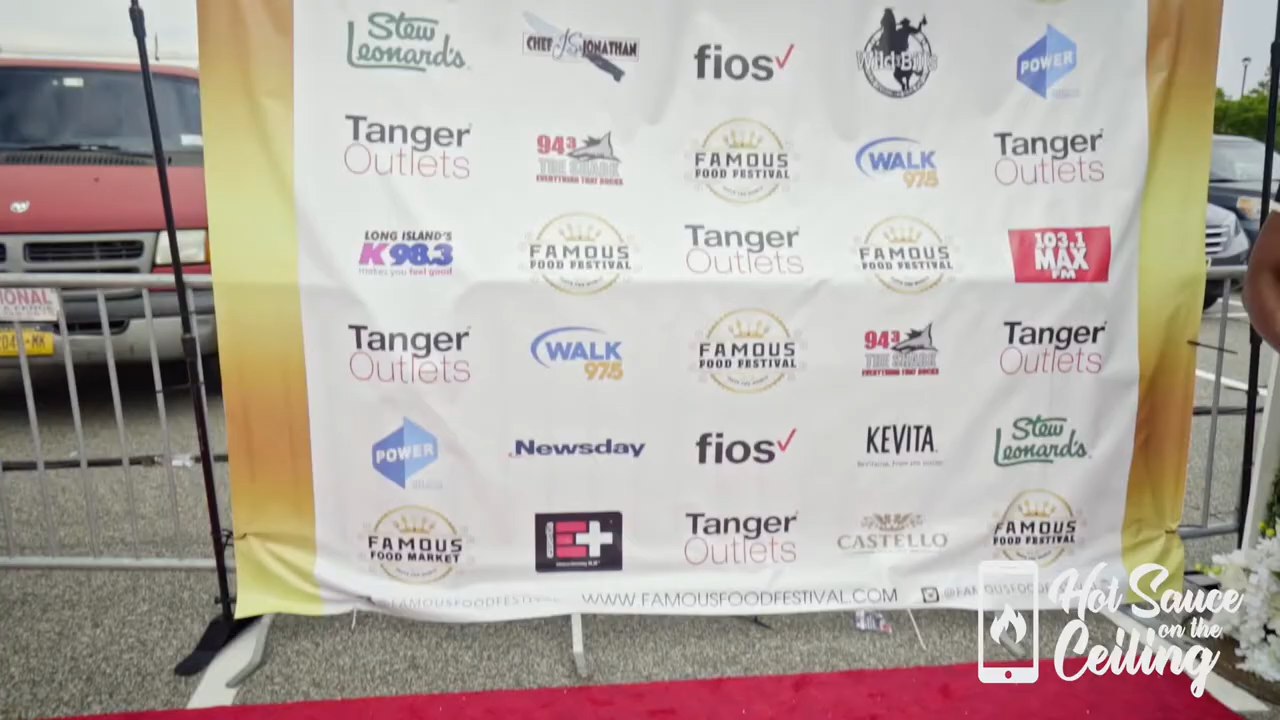 Stew
Leonard's
CHEF JS JONATHAN
fios
Wild Bill's
POWER
Tanger
Outlets
94.3
THE SHARK
EVERYTHING THAT ROCKS
FAMOUS
FOOD FESTIVAL
WALK
97.5
Tanger
Outlets
LONG ISLAND'S
K 98.3
makes you feel good
FAMOUS
FOOD FESTIVAL
Tanger
Outlets
FAMOUS
FOOD FESTIVAL
103.1
MAX
FM
Tanger
Outlets
WALK
97.5
FAMOUS
FOOD FESTIVAL
94.3
THE SHARK
EVERYTHING THAT ROCKS
Tanger
Outlets
POWER
Newsday
fios
KEVITA
Stew
Leonard's
FAMOUS
FOOD MARKET
E+
Tanger
Outlets
CASTELLO
FAMOUS
FOOD FESTIVAL
WWW.FAMOUSFOODFESTIVAL.COM
Hot Sauce
on the
Ceiling